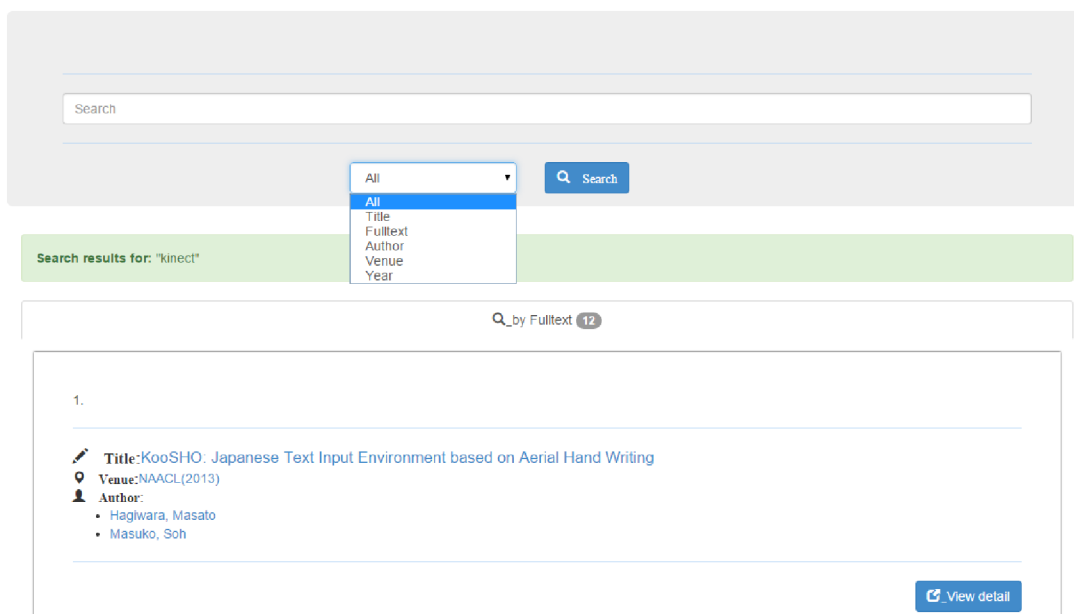 Search
All
Search
All
Title
Fulltext
Author
Venue
Year
Search results for: "kinect"
_by Fulltext 12
1.
Title:KooSHO: Japanese Text Input Environment based on Aerial Hand Writing
Venue:NAACL(2013)
Author:
Hagiwara, Masato
Masuko, Soh
_View detail